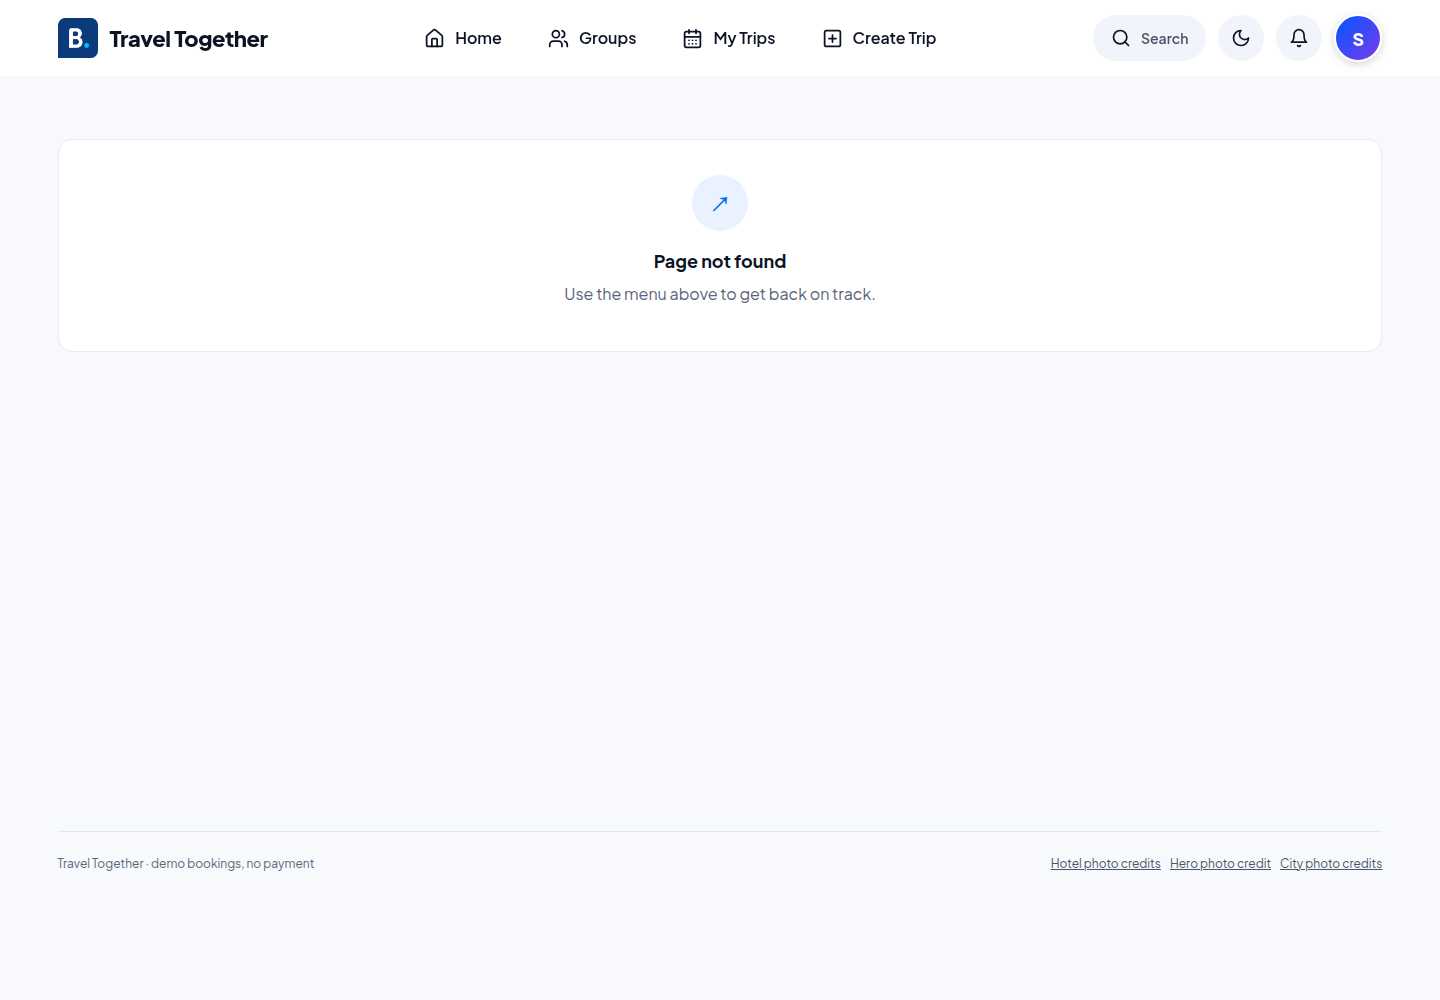 B. Travel Together
Home
Groups
My Trips
Create Trip
Search
S
Page not found
Use the menu above to get back on track.
Travel Together · demo bookings, no payment
Hotel photo credits Hero photo credit City photo credits